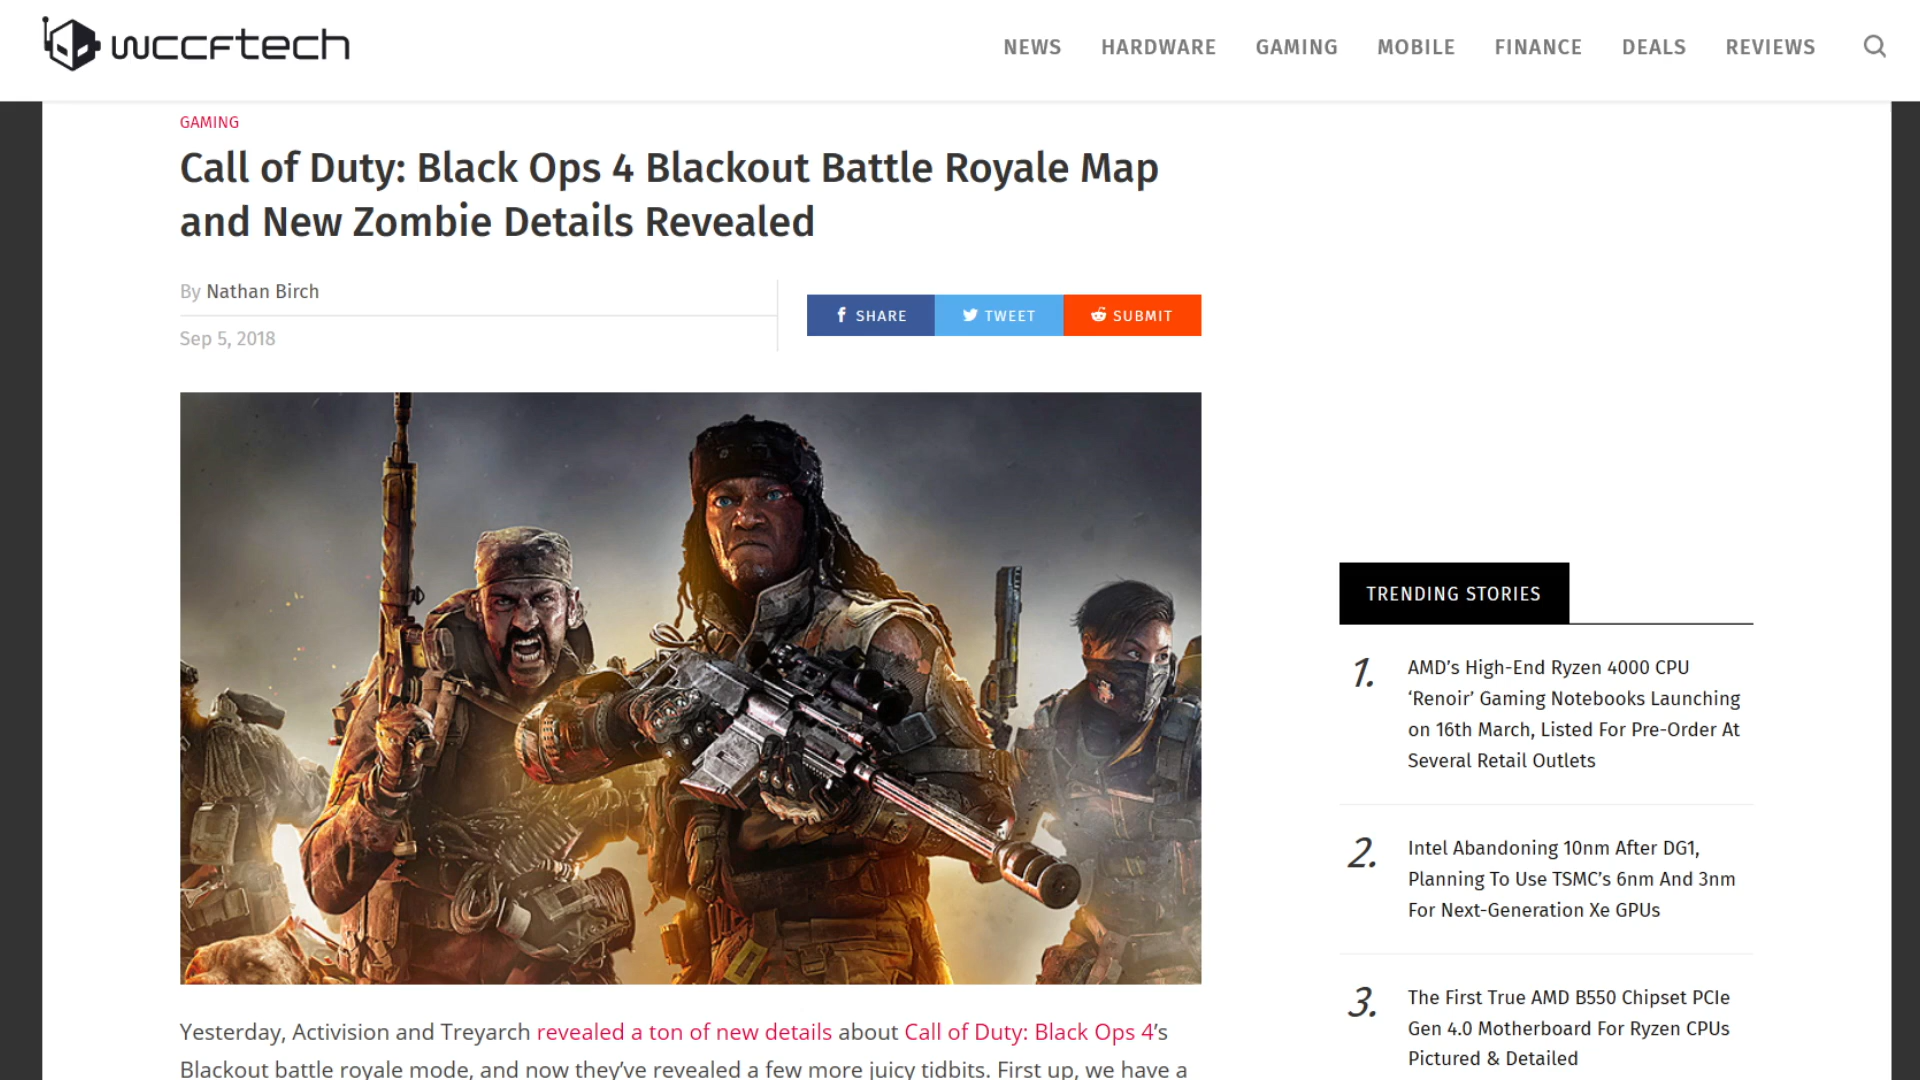 wccftech
NEWS HARDWARE GAMING MOBILE FINANCE DEALS REVIEWS
GAMING
Call of Duty: Black Ops 4 Blackout Battle Royale Map
and New Zombie Details Revealed
By Nathan Birch
Sep 5, 2018
SHARE TWEET SUBMIT
TRENDING STORIES
1.
AMD’s High-End Ryzen 4000 CPU
‘Renoir’ Gaming Notebooks Launching
on 16th March, Listed For Pre-Order At
Several Retail Outlets
2.
Intel Abandoning 10nm After DG1,
Planning To Use TSMC’s 6nm And 3nm
For Next-Generation Xe GPUs
3.
The First True AMD B550 Chipset PCIe
Gen 4.0 Motherboard For Ryzen CPUs
Pictured & Detailed
Yesterday, Activision and Treyarch revealed a ton of new details about Call of Duty: Black Ops 4’s
Blackout battle royale mode, and now they’ve revealed a few more juicy tidbits. First up, we have a